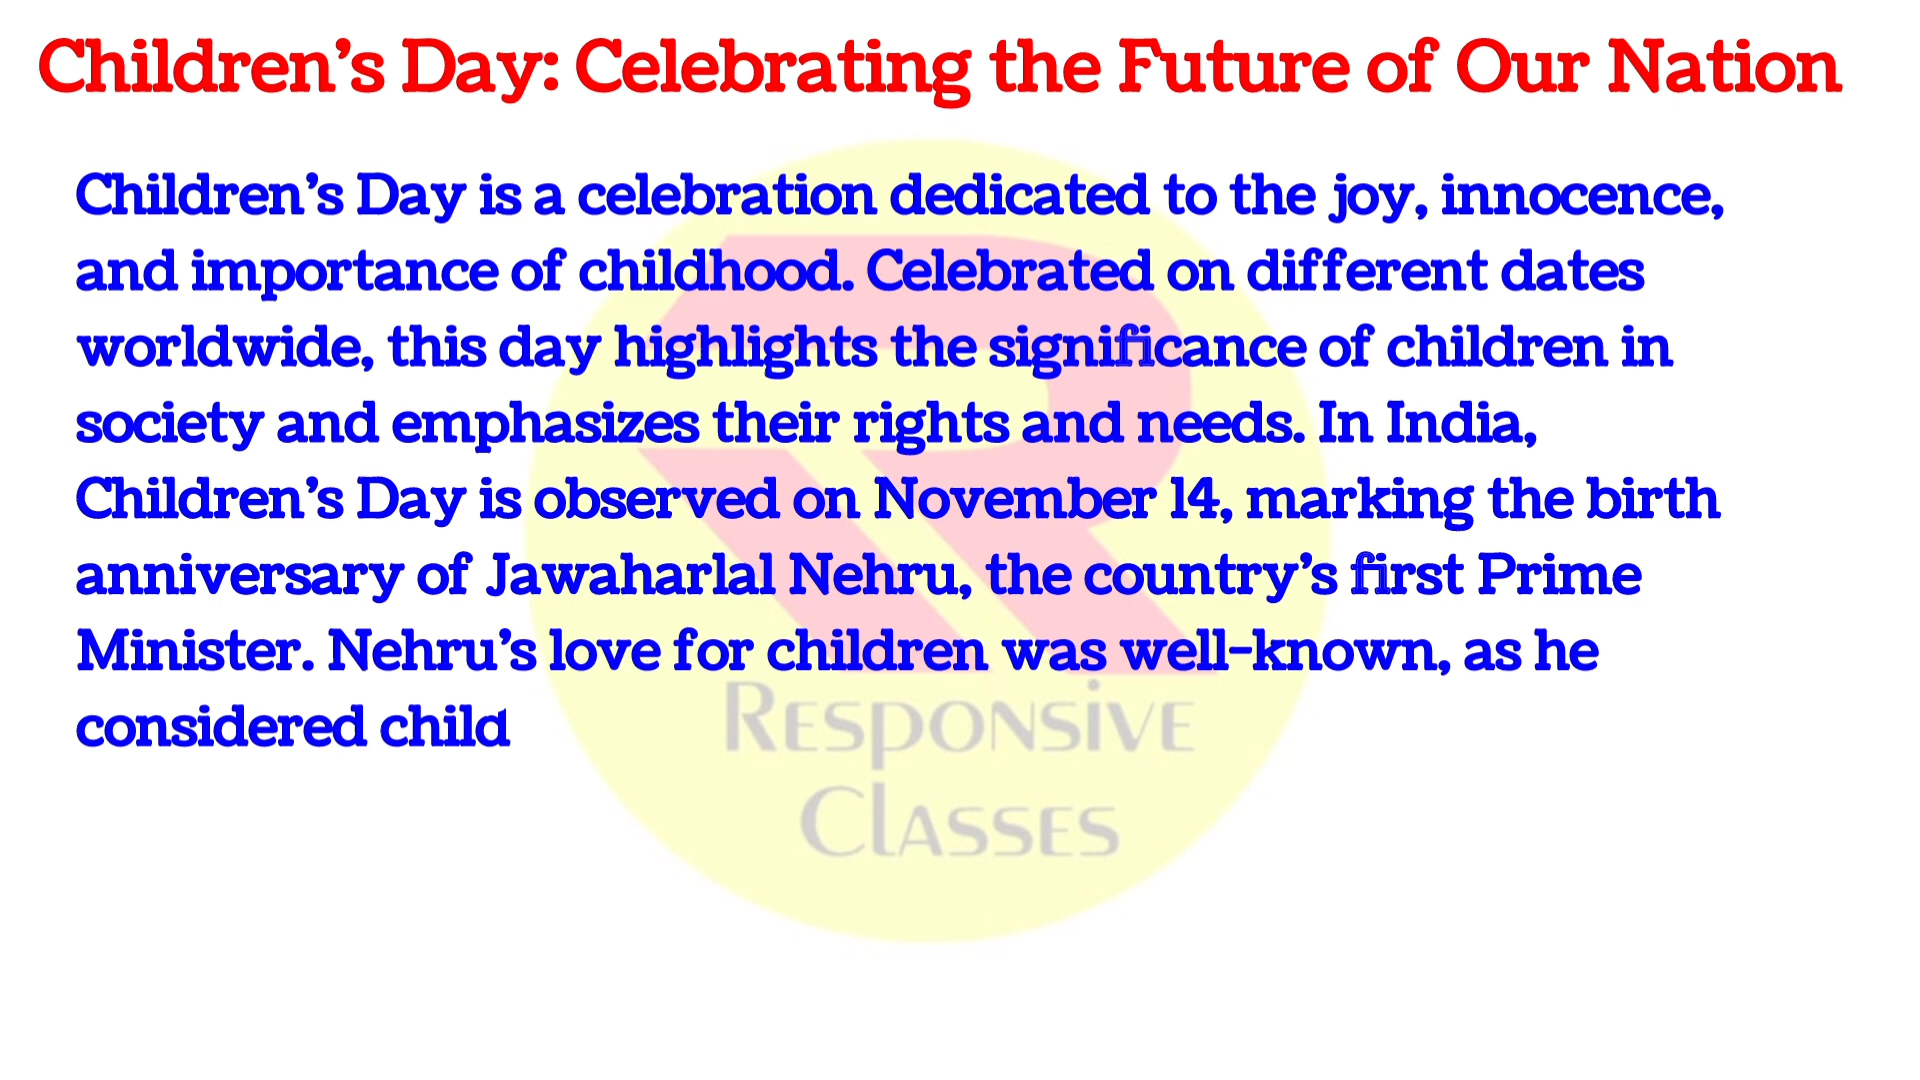 Children’s Day: Celebrating the Future of Our Nation
Children’s Day is a celebration dedicated to the joy, innocence,
and importance of childhood. Celebrated on different dates
worldwide, this day highlights the significance of children in
society and emphasizes their rights and needs. In India,
Children’s Day is observed on November 14, marking the birth
anniversary of Jawaharlal Nehru, the country’s first Prime
Minister. Nehru’s love for children was well-known, as he
considered child
Responsive
Classes